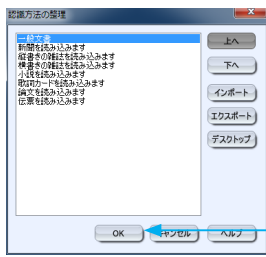 認識方法の整理
一般文書
新聞を読み込みます
縦書きの雑誌を読み込みます
横書きの雑誌を読み込みます
小説を読み込みます
歌詞カードを読み込みます
論文を読み込みます
伝票を読み込みます
上へ
下へ
インポート
エクスポート
デスクトップ
OK
キャンセル
ヘルプ